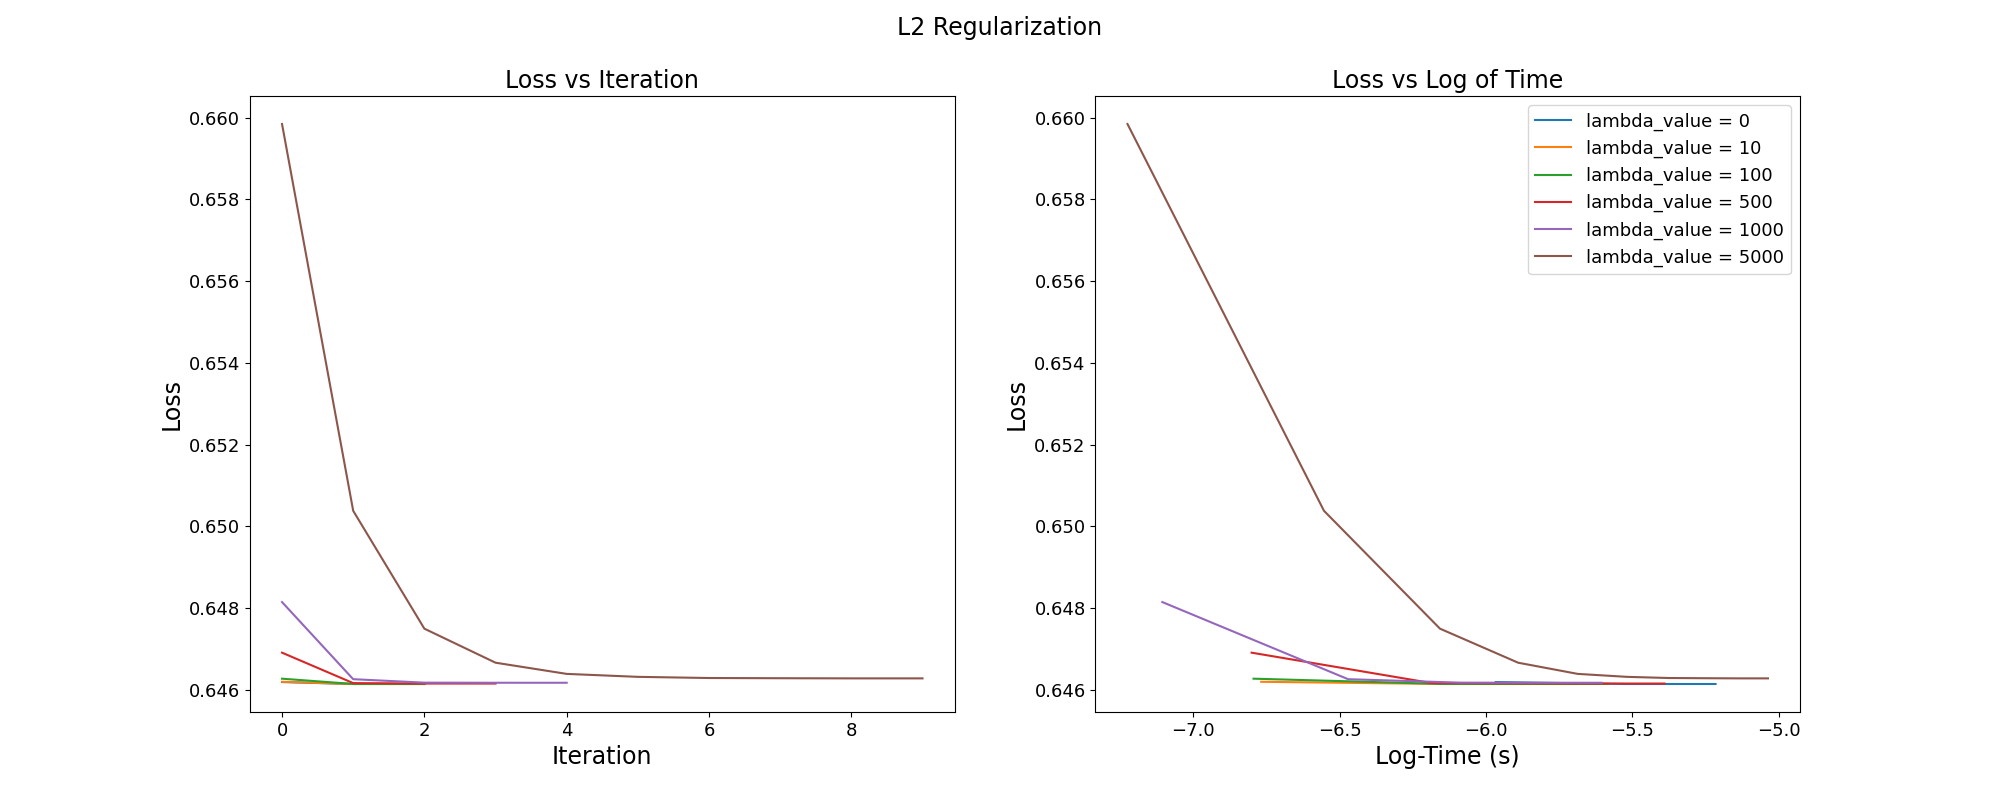 L2 Regularization
Loss vs Iteration
0.660
0.658
0.656
0.654
0.652
0.650
0.648
0.646
Loss
0 2 4 6 8
Iteration
Loss vs Log of Time
0.660
0.658
0.656
0.654
0.652
0.650
0.648
0.646
Loss
−7.0 −6.5 −6.0 −5.5 −5.0
Log-Time (s)
lambda_value = 0
lambda_value = 10
lambda_value = 100
lambda_value = 500
lambda_value = 1000
lambda_value = 5000